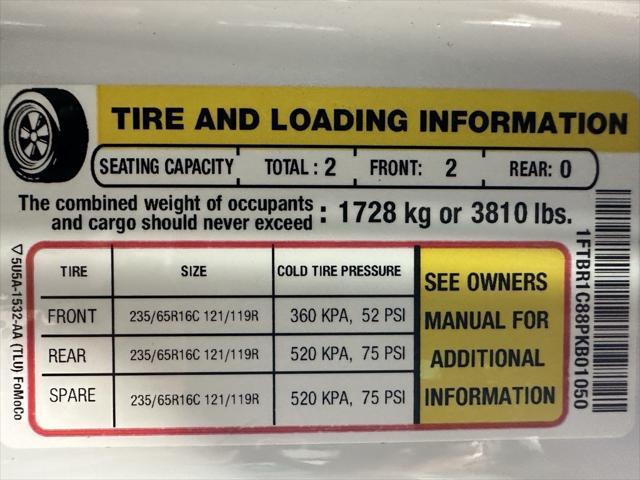 TIRE AND LOADING INFORMATION
SEATING CAPACITY TOTAL : 2 FRONT: 2 REAR: 0
The combined weight of occupants
and cargo should never exceed : 1728 kg or 3810 lbs.
TIRE SIZE COLD TIRE PRESSURE
FRONT 235/65R16C 121/119R 360 KPA, 52 PSI
REAR 235/65R16C 121/119R 520 KPA, 75 PSI
SPARE 235/65R16C 121/119R 520 KPA, 75 PSI
SEE OWNERS
MANUAL FOR
ADDITIONAL
INFORMATION
5U5A-1532-AA (TLU) FoMoCo
1FTBR1C88PKB01050